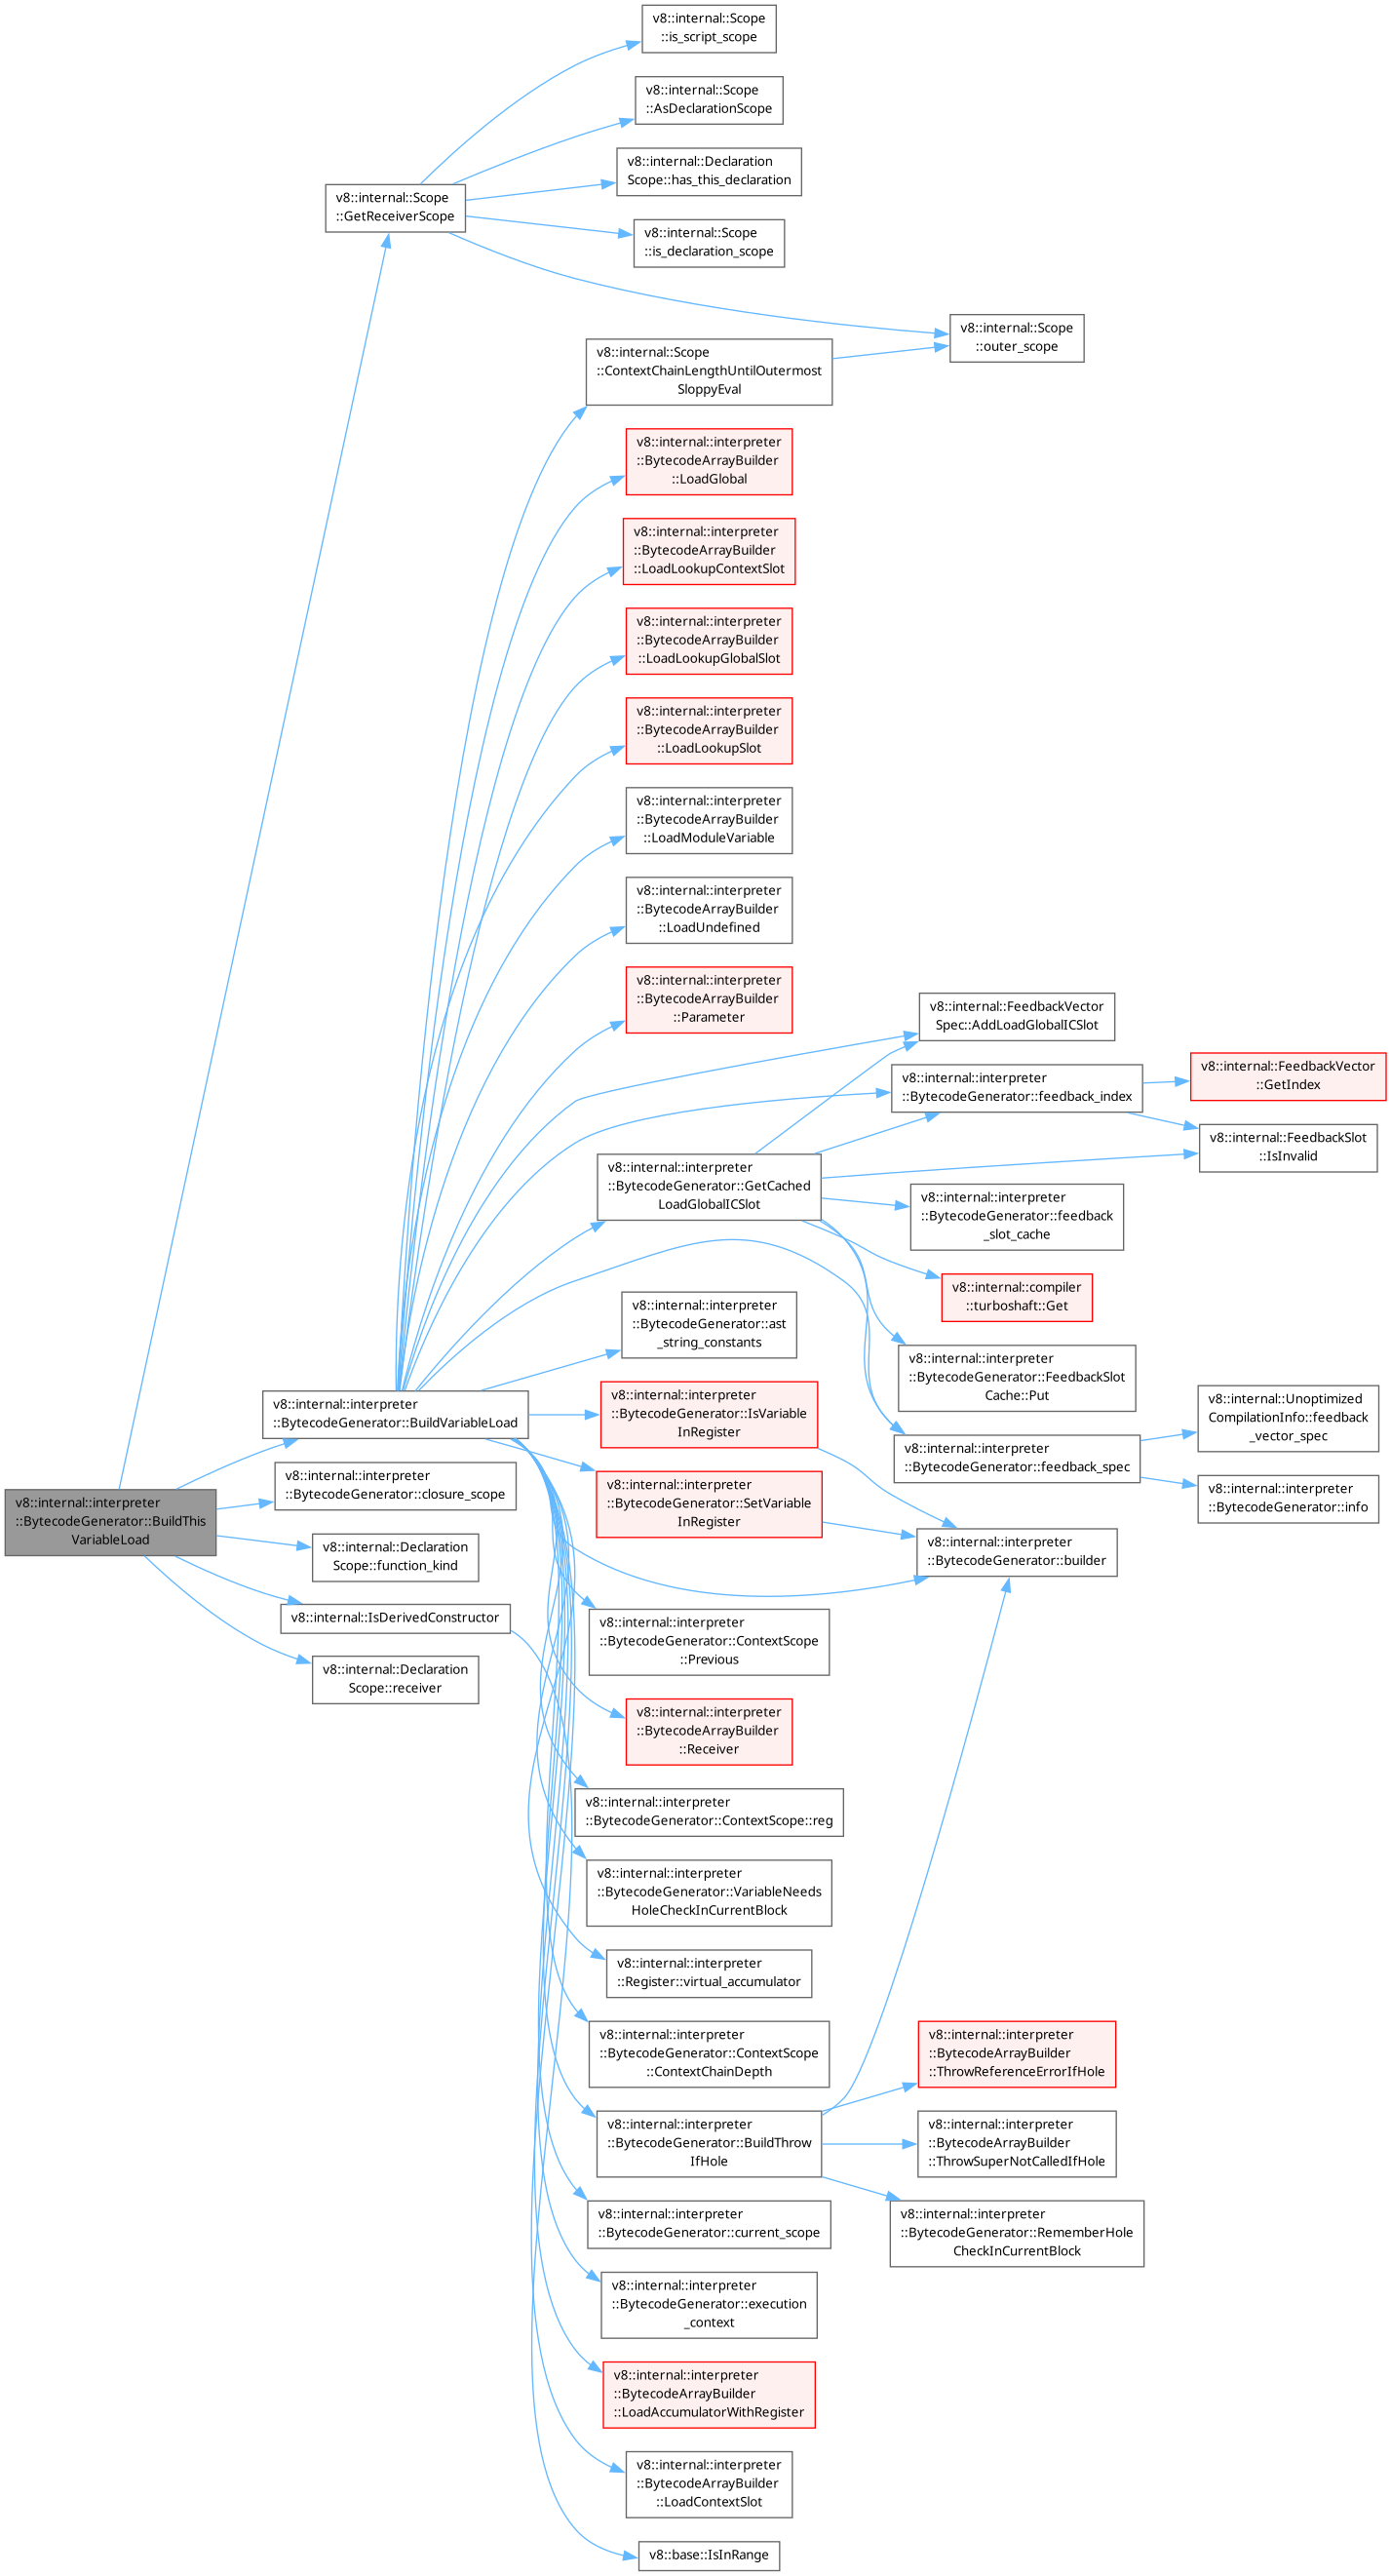 v8::internal::Scope
::is_script_scope
v8::internal::Scope
::AsDeclarationScope
v8::internal::Declaration
Scope::has_this_declaration
v8::internal::Scope
::GetReceiverScope
v8::internal::Scope
::is_declaration_scope
v8::internal::Scope
::outer_scope
v8::internal::Scope
::ContextChainLengthUntilOutermost
SloppyEval
v8::internal::interpreter
::BytecodeArrayBuilder
::LoadGlobal
v8::internal::interpreter
::BytecodeArrayBuilder
::LoadLookupContextSlot
v8::internal::interpreter
::BytecodeArrayBuilder
::LoadLookupGlobalSlot
v8::internal::interpreter
::BytecodeArrayBuilder
::LoadLookupSlot
v8::internal::interpreter
::BytecodeArrayBuilder
::LoadModuleVariable
v8::internal::interpreter
::BytecodeArrayBuilder
::LoadUndefined
v8::internal::interpreter
::BytecodeArrayBuilder
::Parameter
v8::internal::FeedbackVector
Spec::AddLoadGlobalICSlot
v8::internal::interpreter
::BytecodeGenerator::feedback_index
v8::internal::FeedbackVector
::GetIndex
v8::internal::FeedbackSlot
::IsInvalid
v8::internal::interpreter
::BytecodeGenerator::GetCached
LoadGlobalICSlot
v8::internal::interpreter
::BytecodeGenerator::feedback
_slot_cache
v8::internal::compiler
::turboshaft::Get
v8::internal::interpreter
::BytecodeGenerator::ast
_string_constants
v8::internal::interpreter
::BytecodeGenerator::FeedbackSlot
Cache::Put
v8::internal::interpreter
::BytecodeGenerator::BuildVariableLoad
v8::internal::interpreter
::BytecodeGenerator::IsVariable
InRegister
v8::internal::Unoptimized
CompilationInfo::feedback
_vector_spec
v8::internal::interpreter
::BytecodeGenerator::feedback_spec
v8::internal::interpreter
::BytecodeGenerator::closure_scope
v8::internal::interpreter
::BytecodeGenerator::SetVariable
InRegister
v8::internal::interpreter
::BytecodeGenerator::info
v8::internal::interpreter
::BytecodeGenerator::BuildThis
VariableLoad
v8::internal::Declaration
Scope::function_kind
v8::internal::interpreter
::BytecodeGenerator::builder
v8::internal::IsDerivedConstructor
v8::internal::interpreter
::BytecodeGenerator::ContextScope
::Previous
v8::internal::Declaration
Scope::receiver
v8::internal::interpreter
::BytecodeArrayBuilder
::Receiver
v8::internal::interpreter
::BytecodeGenerator::ContextScope::reg
v8::internal::interpreter
::BytecodeGenerator::VariableNeeds
HoleCheckInCurrentBlock
v8::internal::interpreter
::Register::virtual_accumulator
v8::internal::interpreter
::BytecodeGenerator::ContextScope
::ContextChainDepth
v8::internal::interpreter
::BytecodeArrayBuilder
::ThrowReferenceErrorIfHole
v8::internal::interpreter
::BytecodeGenerator::BuildThrow
IfHole
v8::internal::interpreter
::BytecodeArrayBuilder
::ThrowSuperNotCalledIfHole
v8::internal::interpreter
::BytecodeGenerator::current_scope
v8::internal::interpreter
::BytecodeGenerator::RememberHole
CheckInCurrentBlock
v8::internal::interpreter
::BytecodeGenerator::execution
_context
v8::internal::interpreter
::BytecodeArrayBuilder
::LoadAccumulatorWithRegister
v8::internal::interpreter
::BytecodeArrayBuilder
::LoadContextSlot
v8::base::IsInRange